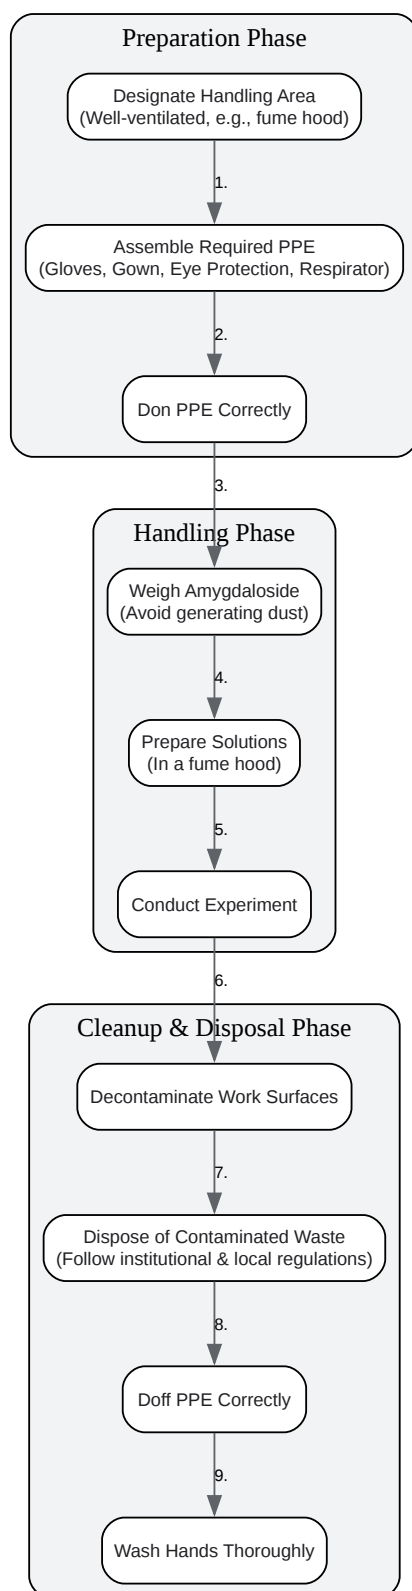 Preparation Phase
Designate Handling Area
(Well-ventilated, e.g., fume hood)
1.
Assemble Required PPE
(Gloves, Gown, Eye Protection, Respirator)
2.
Don PPE Correctly
3.
Handling Phase
Weigh Amygdaloside
(Avoid generating dust)
4.
Prepare Solutions
(In a fume hood)
5.
Conduct Experiment
6.
Cleanup & Disposal Phase
Decontaminate Work Surfaces
7.
Dispose of Contaminated Waste
(Follow institutional & local regulations)
8.
Doff PPE Correctly
9.
Wash Hands Thoroughly